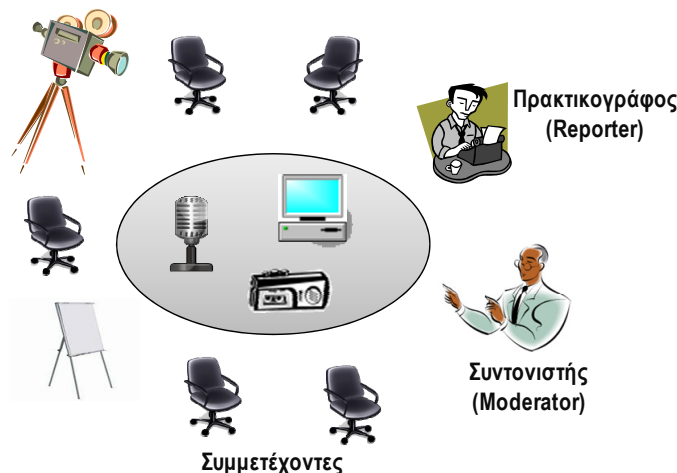 Πρακτικογράφος
(Reporter)
Συντονιστής
(Moderator)
Συμμετέχοντες